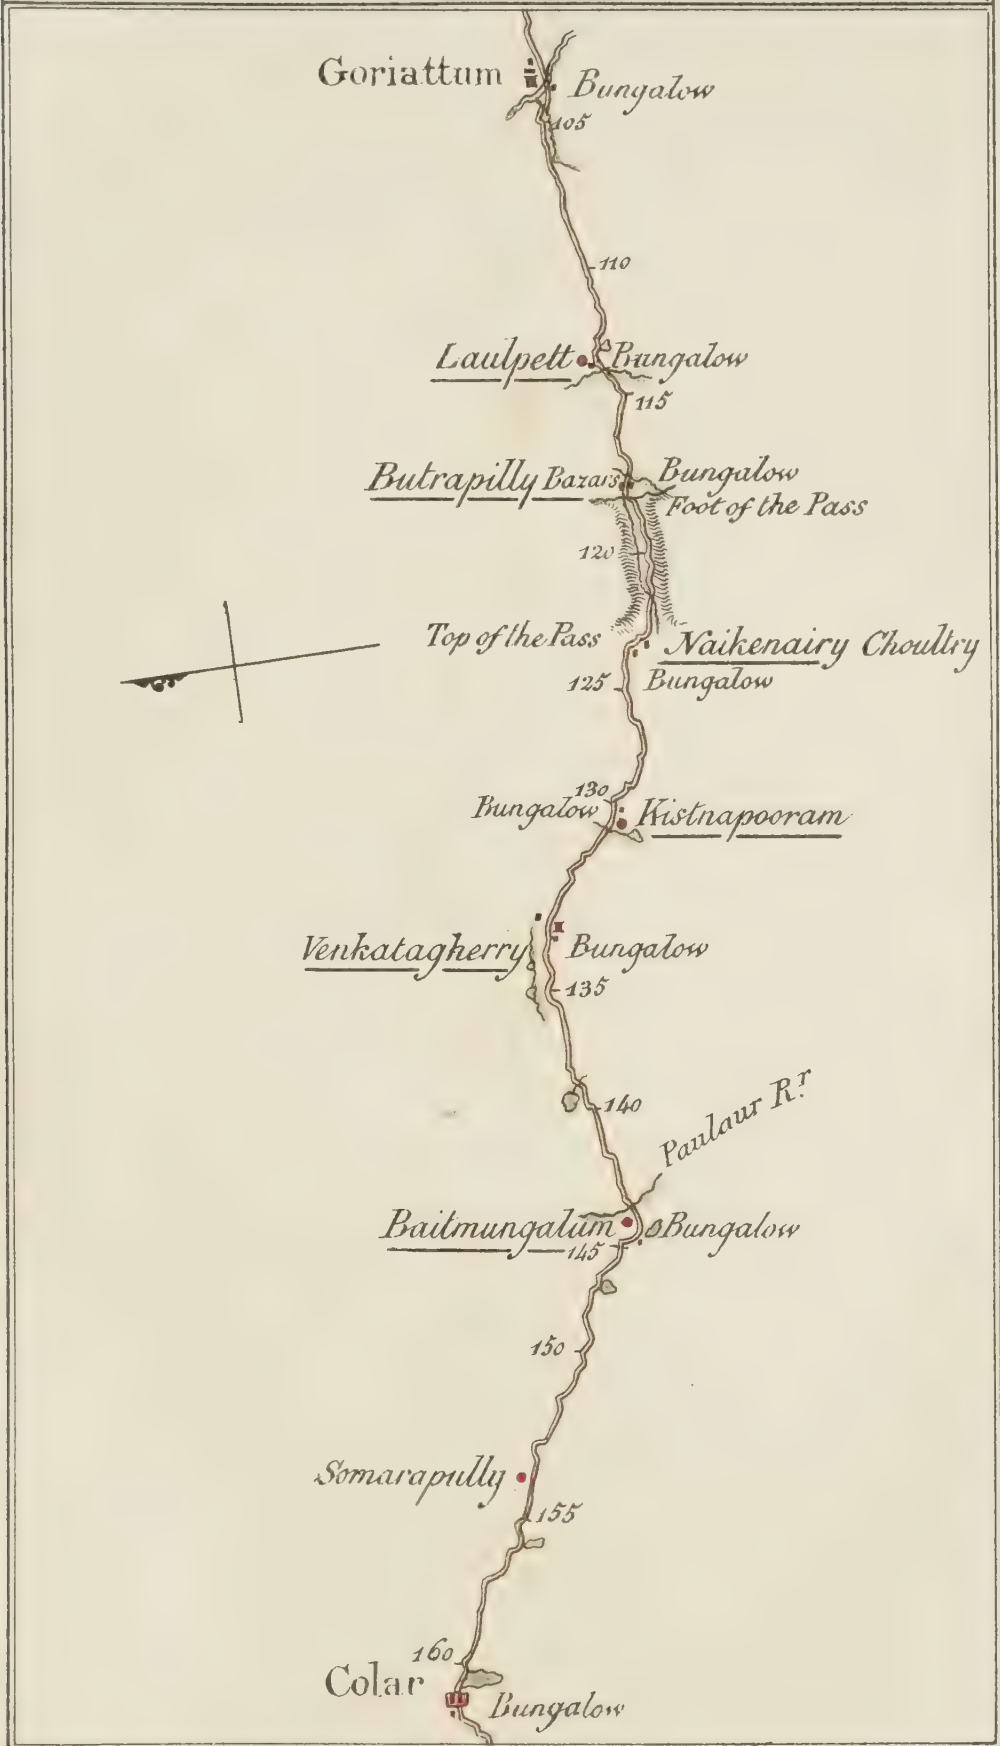 Goriattum
Bungalow
105
110
Laulpett
Bungalow
115
Butrapilly Bazars
Bungalow
Foot of the Pass
120
Top of the Pass
Naikenairy Choultry
125
Bungalow
130
Bungalow
Kistnapooram
Venkatagherry
Bungalow
135
140
Paulaur R.r
Baitmungalum
Bungalow
145
150
Somarapully
155
160
Colar
Bungalow